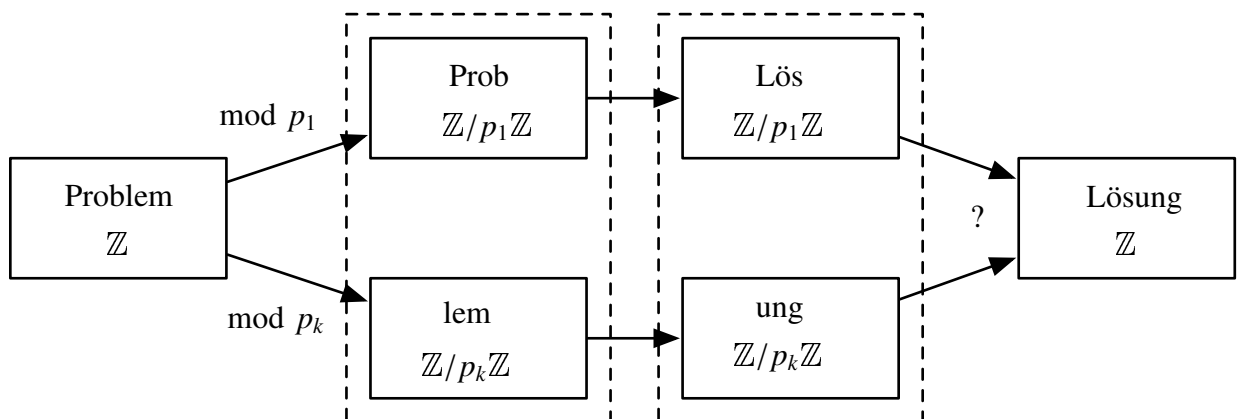 Prob
ℤ/p₁ℤ
Lös
ℤ/p₁ℤ
mod p₁
Problem
ℤ
?
Lösung
ℤ
mod pₖ
lem
ℤ/pₖℤ
ung
ℤ/pₖℤ